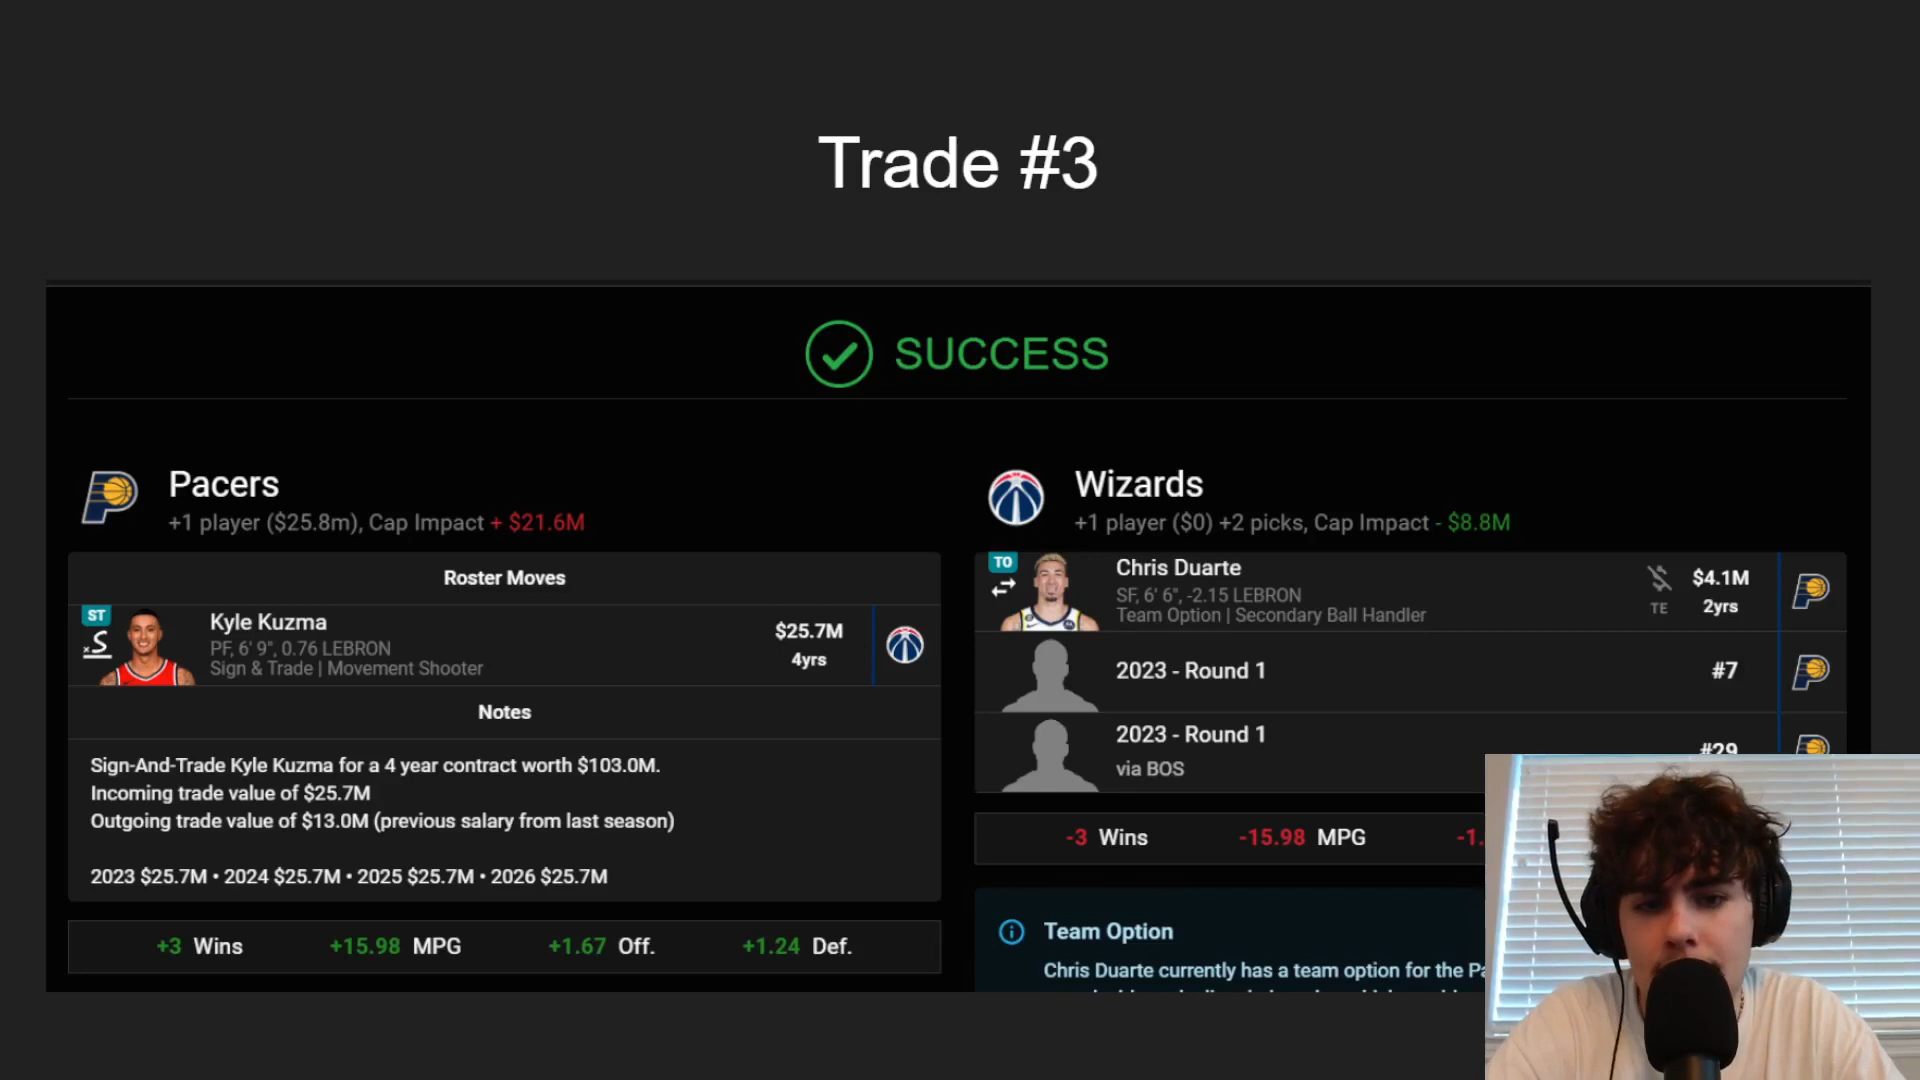 Trade #3
SUCCESS
Pacers
+1 player ($25.8m), Cap Impact + $21.6M
Roster Moves
ST
Kyle Kuzma
PF, 6' 9", 0.76 LEBRON
Sign & Trade | Movement Shooter
$25.7M
4yrs
Notes
Sign-And-Trade Kyle Kuzma for a 4 year contract worth $103.0M.
Incoming trade value of $25.7M
Outgoing trade value of $13.0M (previous salary from last season)
2023 $25.7M • 2024 $25.7M • 2025 $25.7M • 2026 $25.7M
+3 Wins +15.98 MPG +1.67 Off. +1.24 Def.
Wizards
+1 player ($0) +2 picks, Cap Impact - $8.8M
TO
Chris Duarte
SF, 6' 6", -2.15 LEBRON
Team Option | Secondary Ball Handler
TE
$4.1M
2yrs
2023 - Round 1
#7
2023 - Round 1
via BOS
#29
-3 Wins -15.98 MPG -1.
Team Option
Chris Duarte currently has a team option for the